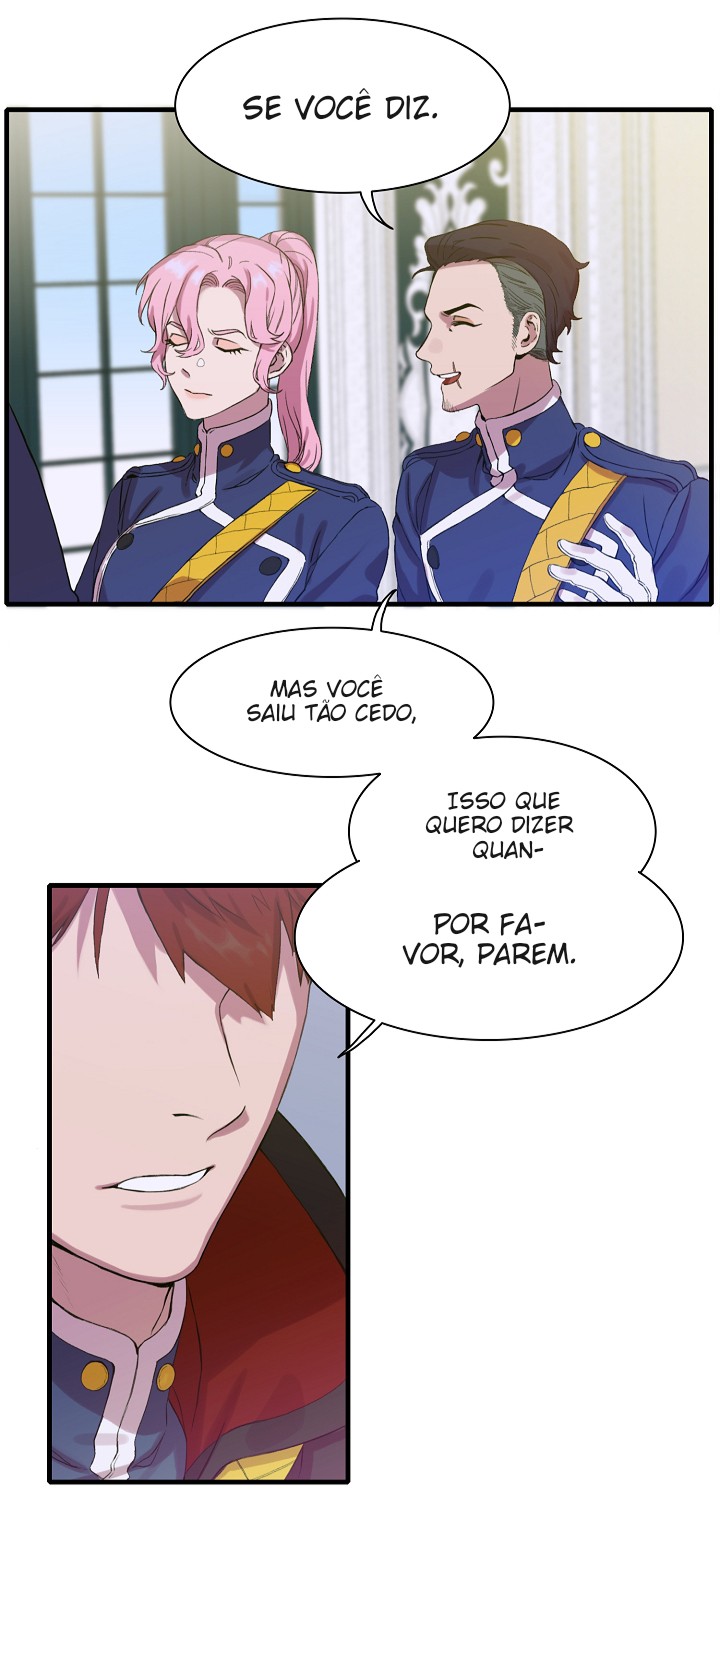 SE VOCÊ DIZ.
MAS VOCÊ
SAIU TÃO CEDO,
ISSO QUE
QUERO DIZER
QUAN-
POR FA-
VOR, PAREM.